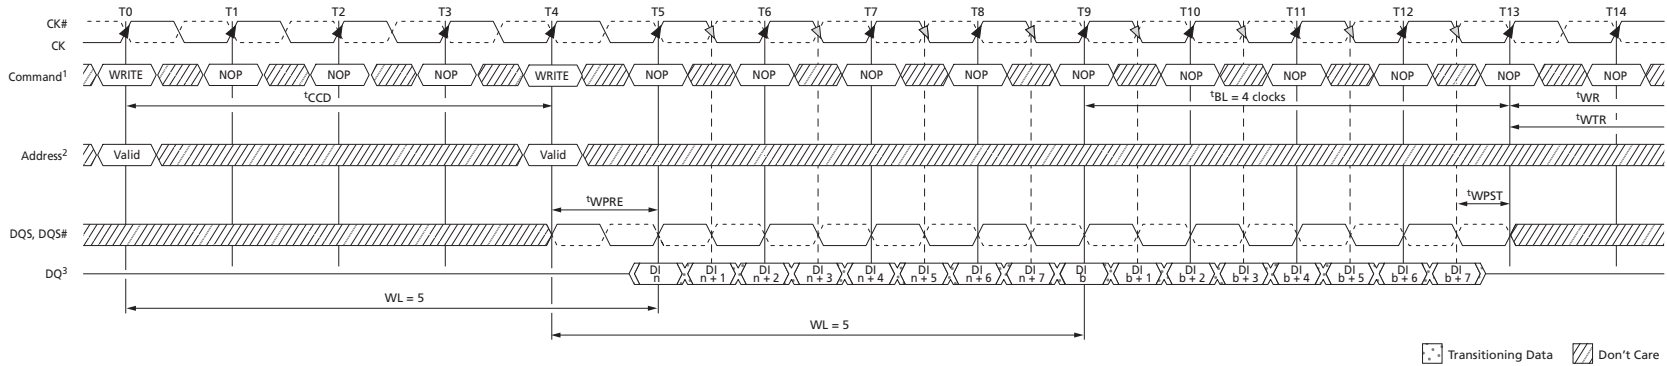 T0 T1 T2 T3 T4 T5 T6 T7 T8 T9 T10 T11 T12 T13 T14
CK#
CK
Command1 WRITE NOP NOP NOP WRITE NOP NOP NOP NOP NOP NOP NOP NOP NOP NOP
tCCD tBL = 4 clocks tWR
tWTR
Address2 Valid Valid
tWPRE tWPST
DQS, DQS#
DQ3 DI n DI n + 1 DI n + 2 DI n + 3 DI n + 4 DI n + 5 DI n + 6 DI n + 7 DI b DI b + 1 DI b + 2 DI b + 3 DI b + 4 DI b + 5 DI b + 6 DI b + 7
WL = 5
WL = 5
Transitioning Data Don't Care